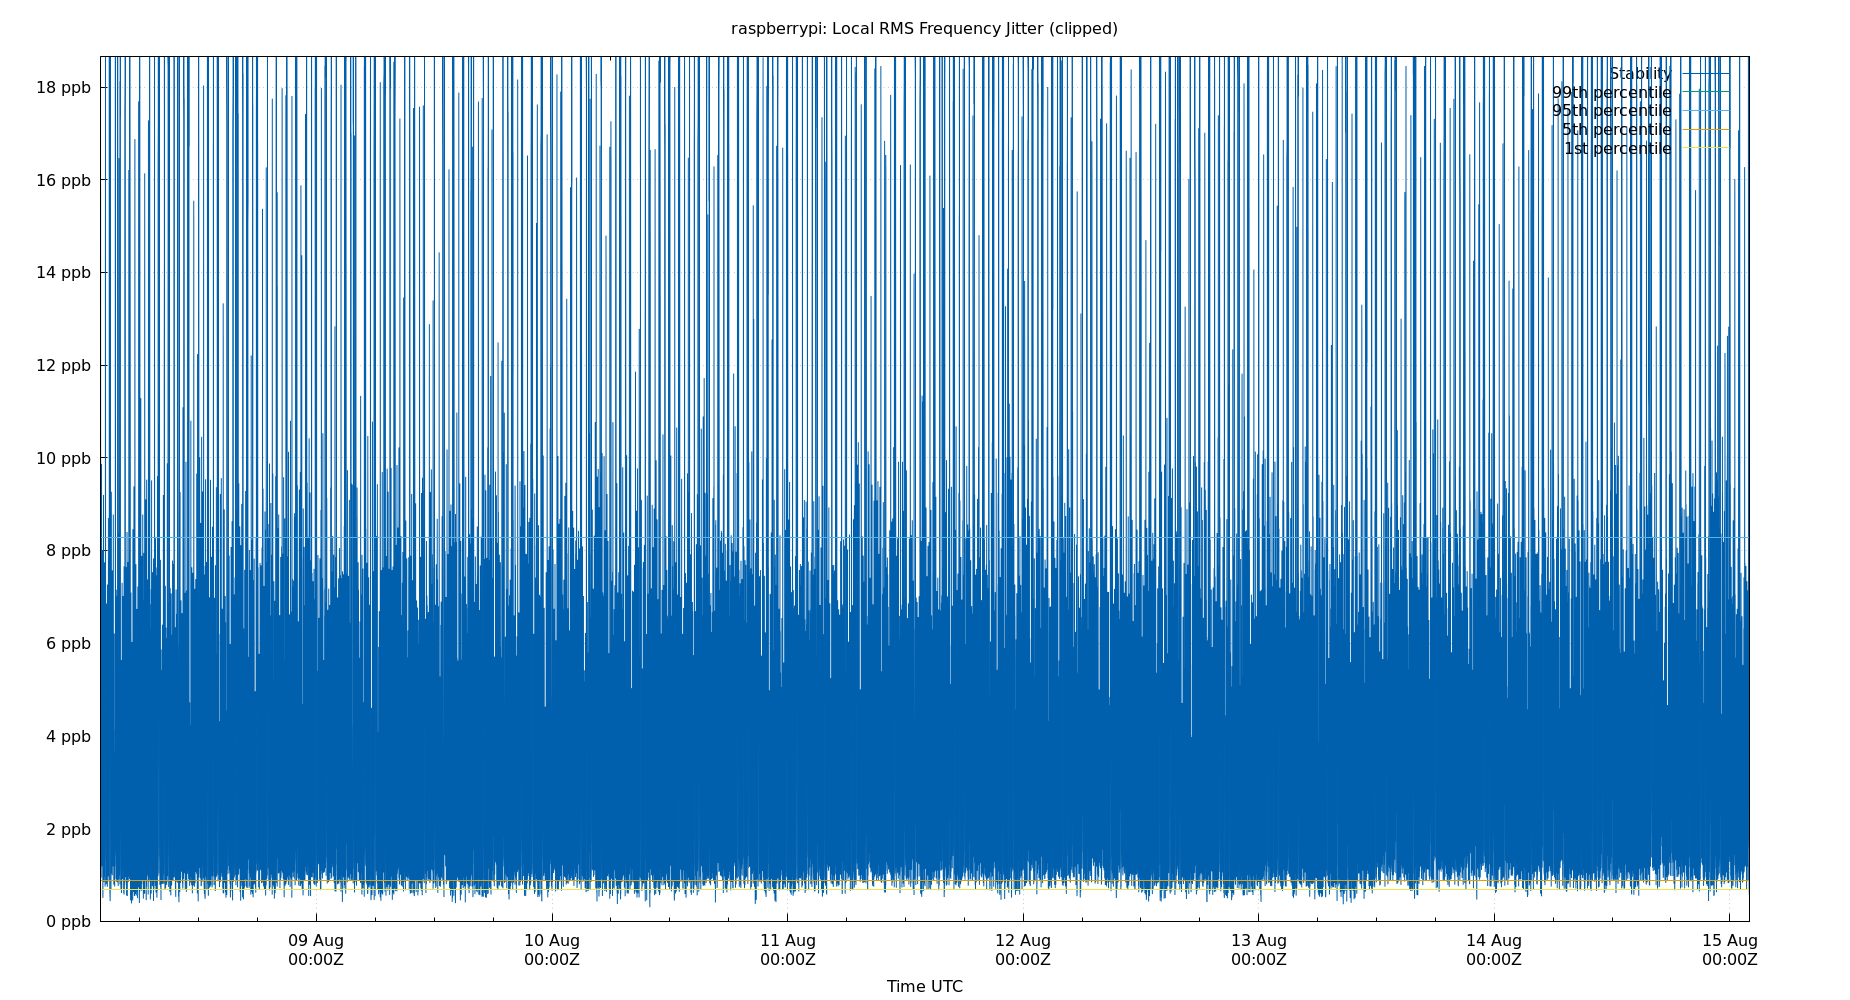 raspberrypi: Local RMS Frequency Jitter (clipped)
Stability
99th percentile
95th percentile
5th percentile
1st percentile
18 ppb
16 ppb
14 ppb
12 ppb
10 ppb
8 ppb
6 ppb
4 ppb
2 ppb
0 ppb
09 Aug 10 Aug 11 Aug 12 Aug 13 Aug 14 Aug 15 Aug
00:00Z 00:00Z 00:00Z 00:00Z 00:00Z 00:00Z 00:00Z
Time UTC